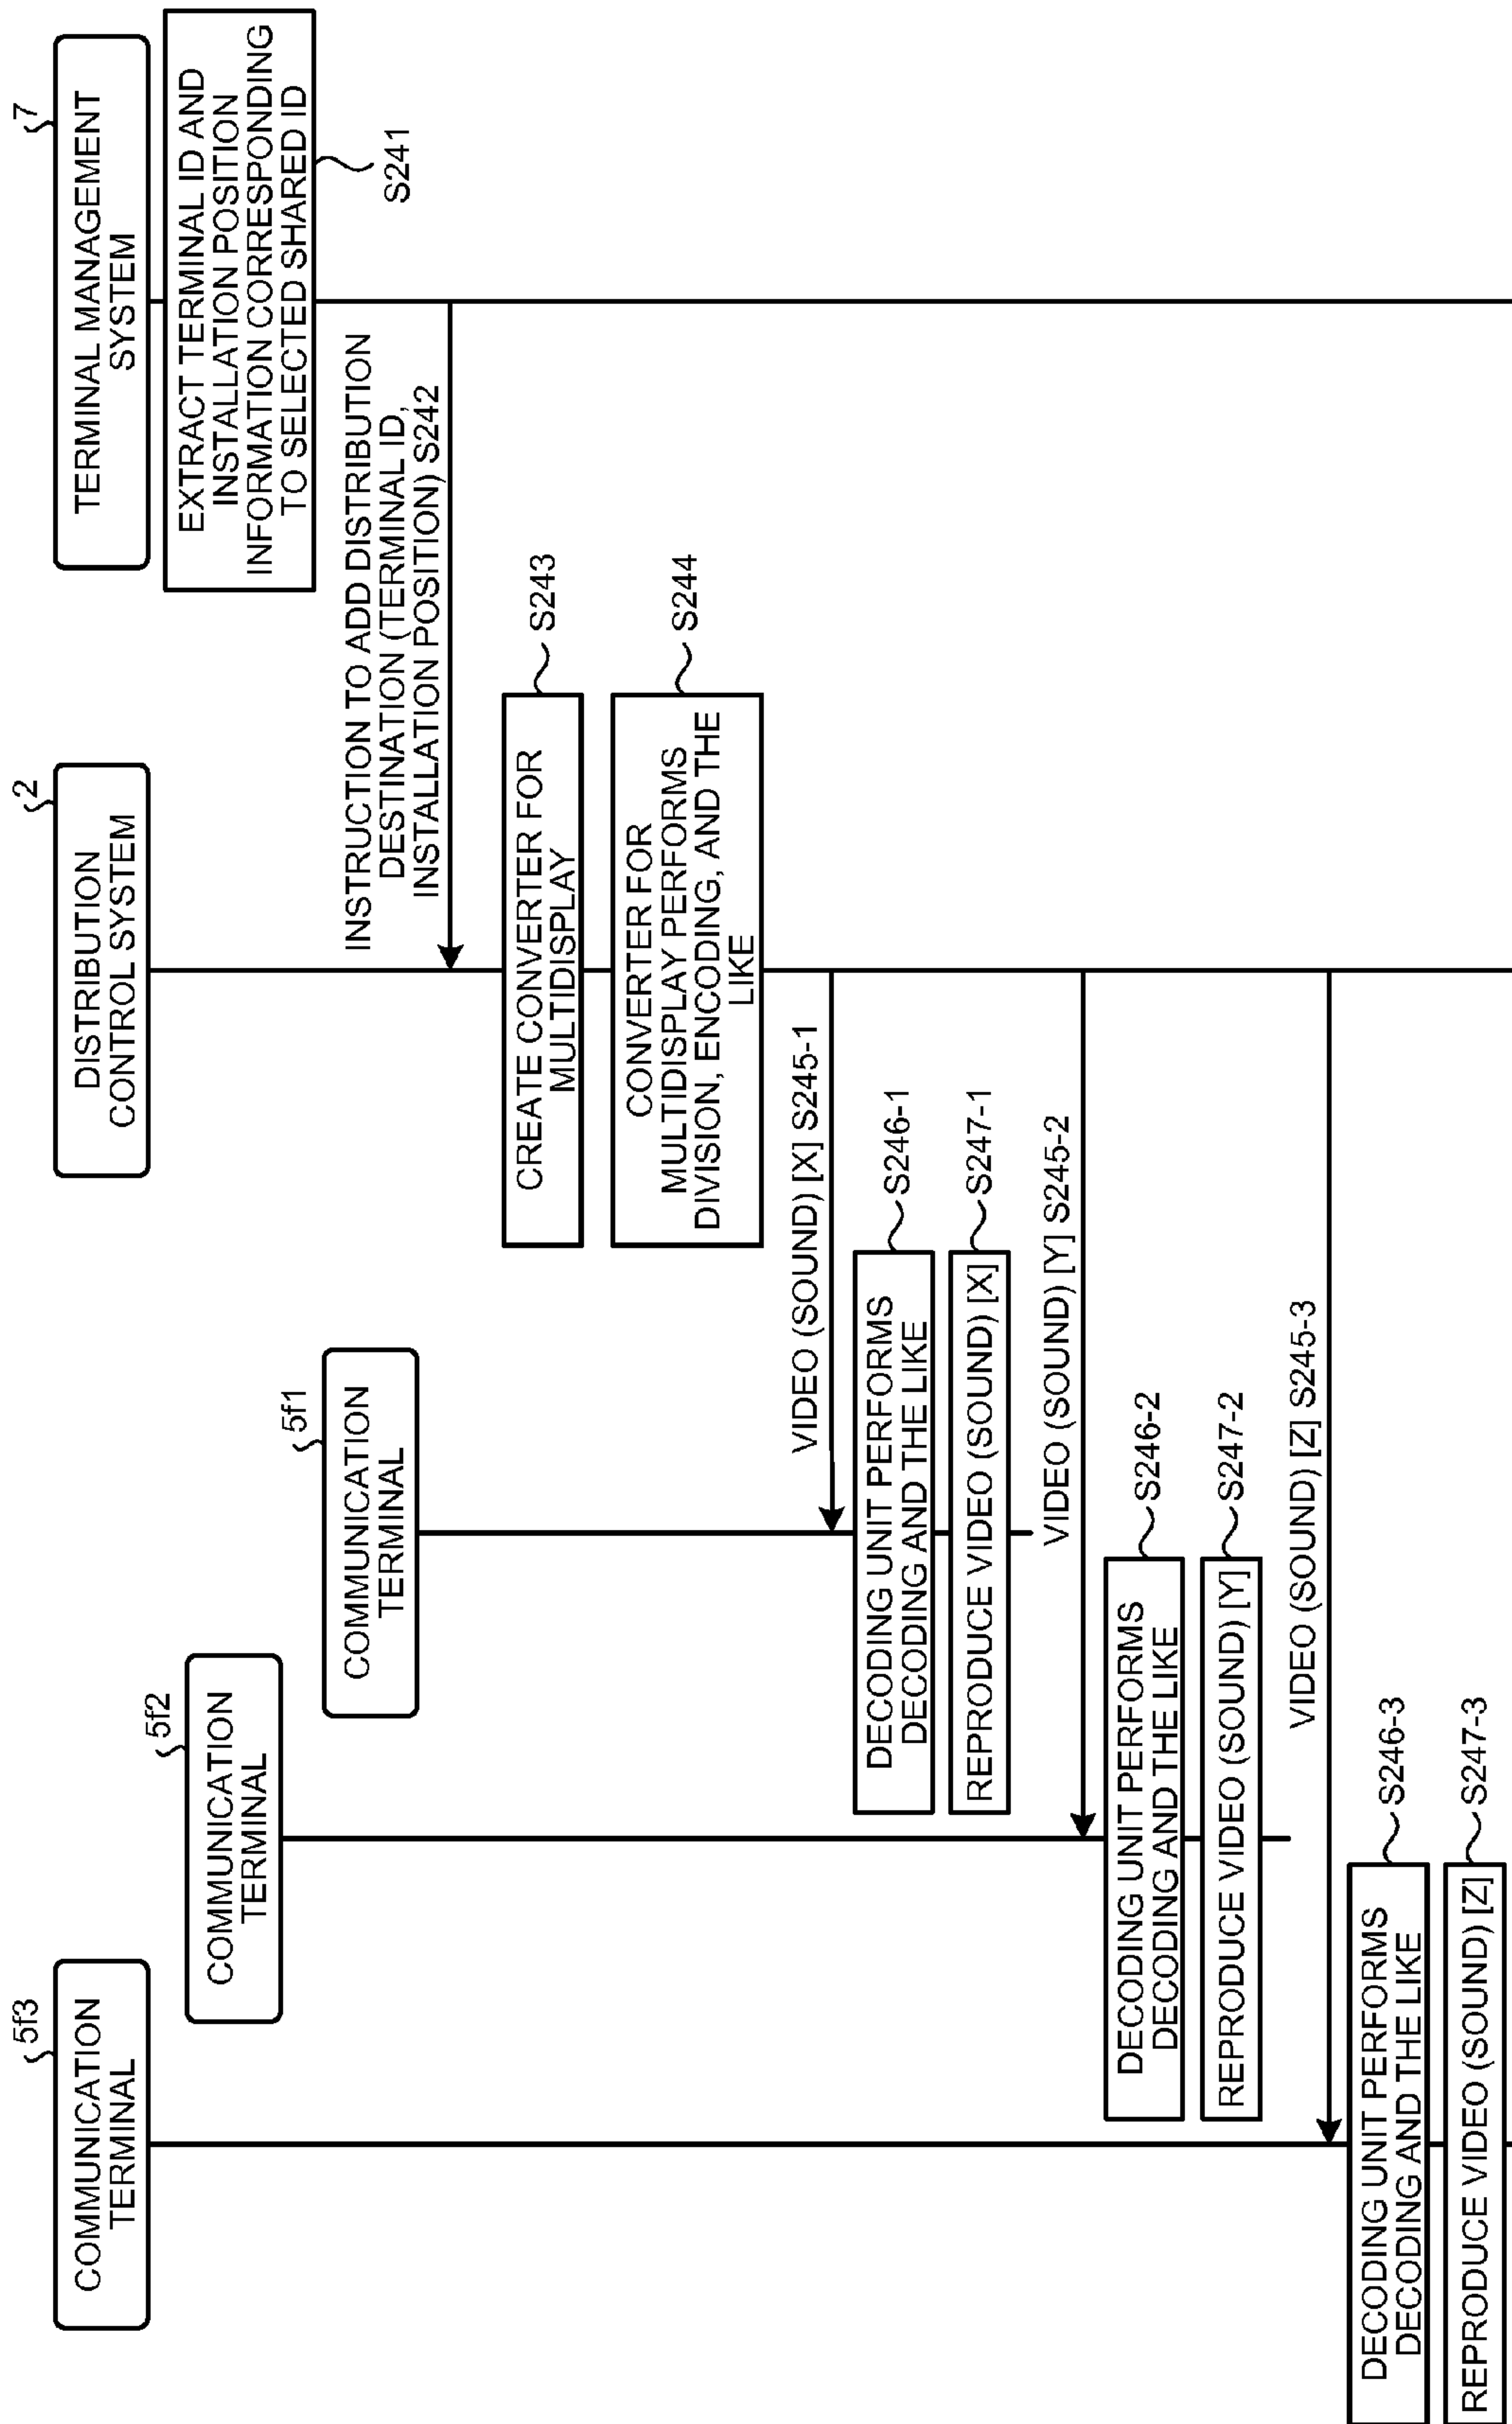 5f3
COMMUNICATION
TERMINAL
5f2
COMMUNICATION
TERMINAL
5f1
COMMUNICATION
TERMINAL
2
DISTRIBUTION
CONTROL SYSTEM
7
TERMINAL MANAGEMENT
SYSTEM
EXTRACT TERMINAL ID AND
INSTALLATION POSITION
INFORMATION CORRESPONDING
TO SELECTED SHARED ID
S241
INSTRUCTION TO ADD DISTRIBUTION
DESTINATION (TERMINAL ID,
INSTALLATION POSITION) S242
CREATE CONVERTER FOR
MULTIDISPLAY
S243
CONVERTER FOR
MULTIDISPLAY PERFORMS
DIVISION, ENCODING, AND THE
LIKE
S244
VIDEO (SOUND) [X] S245-1
DECODING UNIT PERFORMS
DECODING AND THE LIKE
S246-1
REPRODUCE VIDEO (SOUND) [X]
S247-1
VIDEO (SOUND) [Y] S245-2
DECODING UNIT PERFORMS
DECODING AND THE LIKE
S246-2
REPRODUCE VIDEO (SOUND) [Y]
S247-2
VIDEO (SOUND) [Z] S245-3
DECODING UNIT PERFORMS
DECODING AND THE LIKE
S246-3
REPRODUCE VIDEO (SOUND) [Z]
S247-3